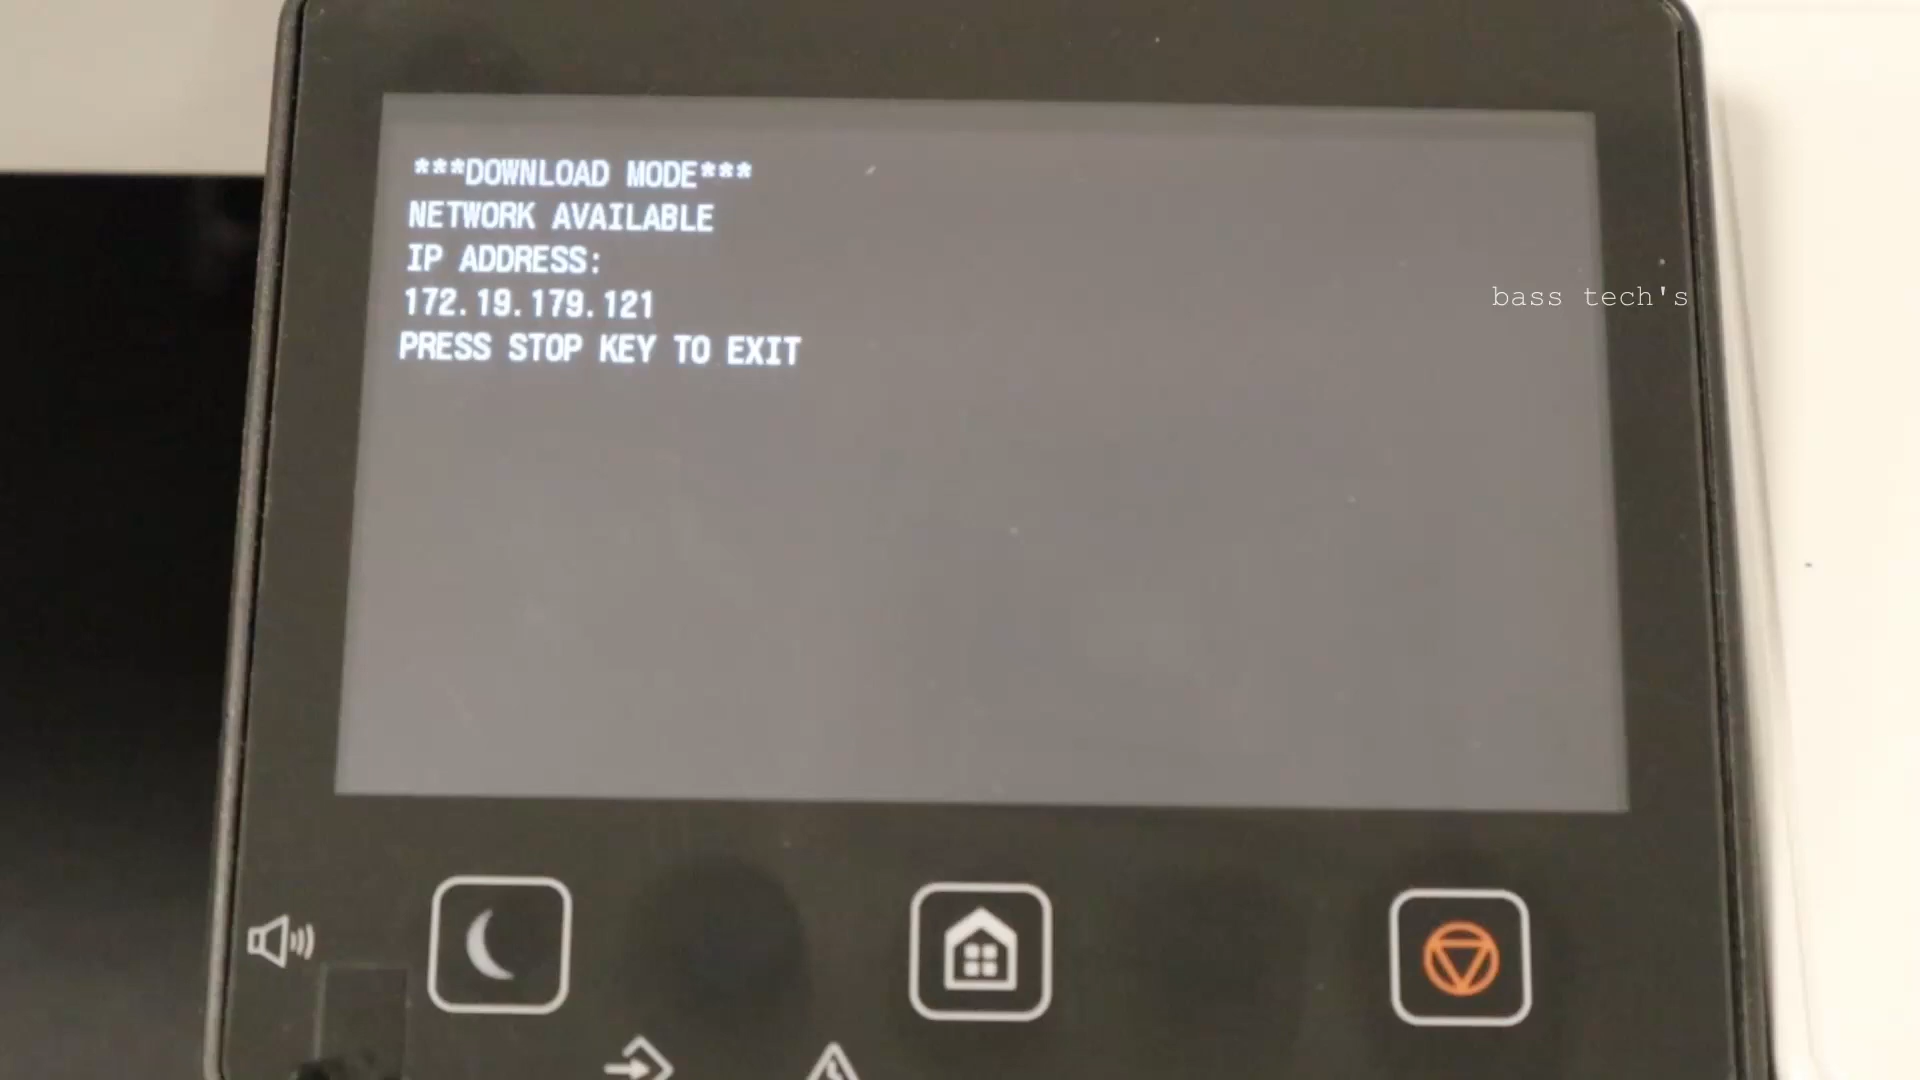 ***DOWNLOAD MODE***
NETWORK AVAILABLE
IP ADDRESS:
172.19.179.121
PRESS STOP KEY TO EXIT
bass tech's